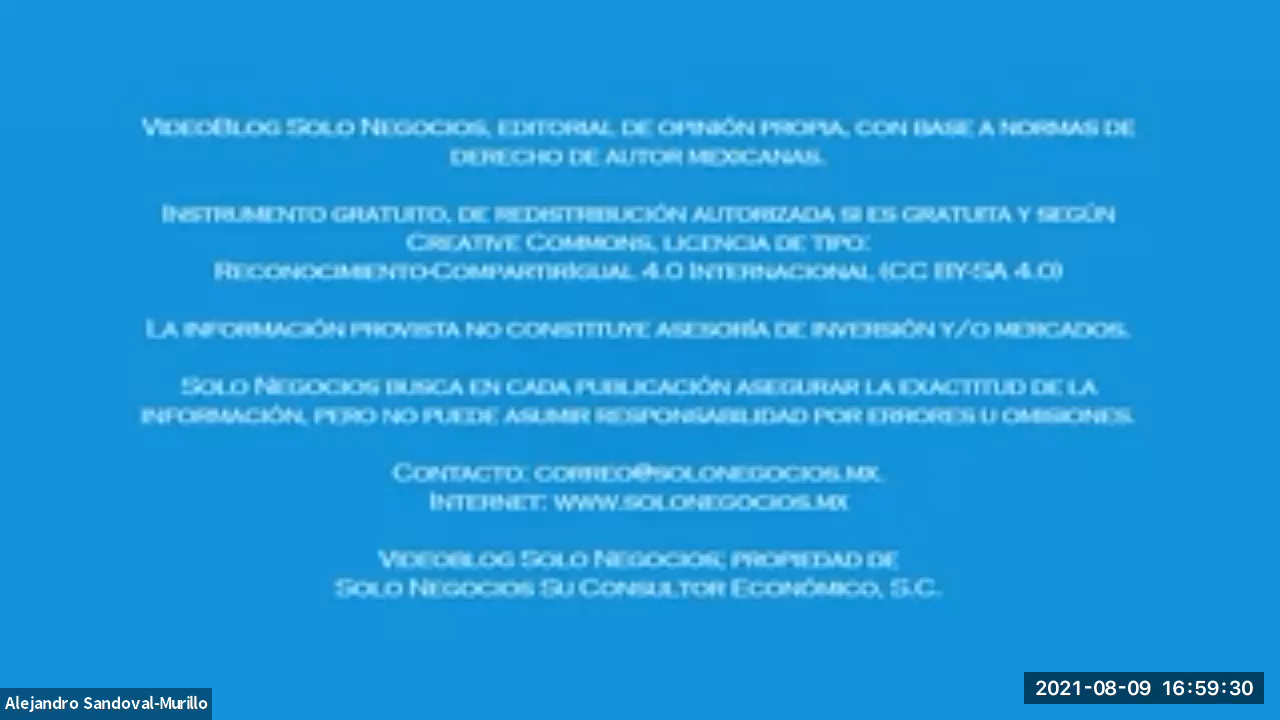 VIDEOBLOG SOLO NEGOCIOS, EDITORIAL DE OPINIÓN PROPIA, CON BASE A NORMAS DE
DERECHO DE AUTOR MEXICANAS.
INSTRUMENTO GRATUITO, DE REDISTRIBUCIÓN AUTORIZADA SI ES GRATUITA Y SEGÚN
CREATIVE COMMONS, LICENCIA DE TIPO:
RECONOCIMIENTO-COMPARTIRIGUAL 4.0 INTERNACIONAL (CC BY-SA 4.0)
LA INFORMACIÓN PROVISTA NO CONSTITUYE ASESORÍA DE INVERSIÓN Y/O MERCADOS.
SOLO NEGOCIOS BUSCA EN CADA PUBLICACIÓN ASEGURAR LA EXACTITUD DE LA
INFORMACIÓN, PERO NO PUEDE ASUMIR RESPONSABILIDAD POR ERRORES U OMISIONES.
CONTACTO: CORREO@SOLONEGOCIOS.MX.
INTERNET: WWW.SOLONEGOCIOS.MX
VIDEOBLOG SOLO NEGOCIOS; PROPIEDAD DE
SOLO NEGOCIOS SU CONSULTOR ECONÓMICO, S.C.
Alejandro Sandoval-Murillo
2021-08-09 16:59:30